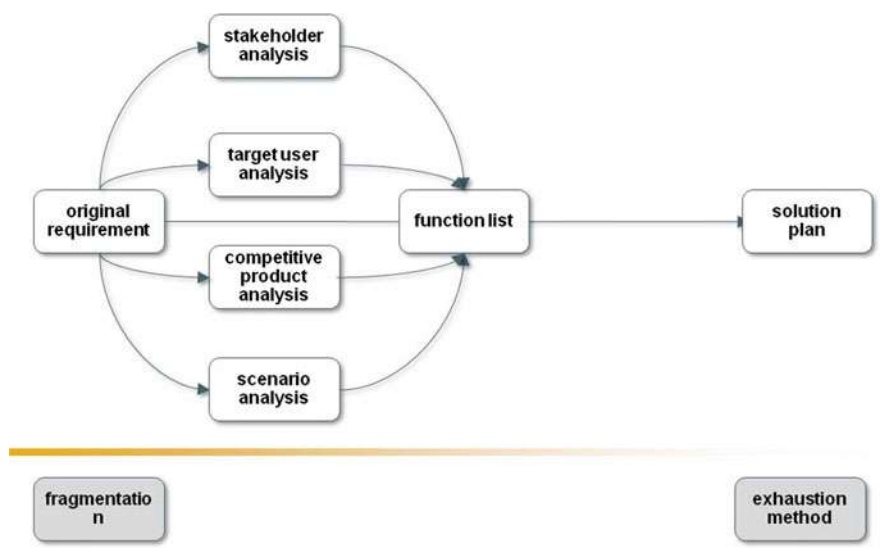 stakeholder
analysis
target user
analysis
original
requirement
function list
solution
plan
competitive
product
analysis
scenario
analysis
fragmentatio
n
exhaustion
method